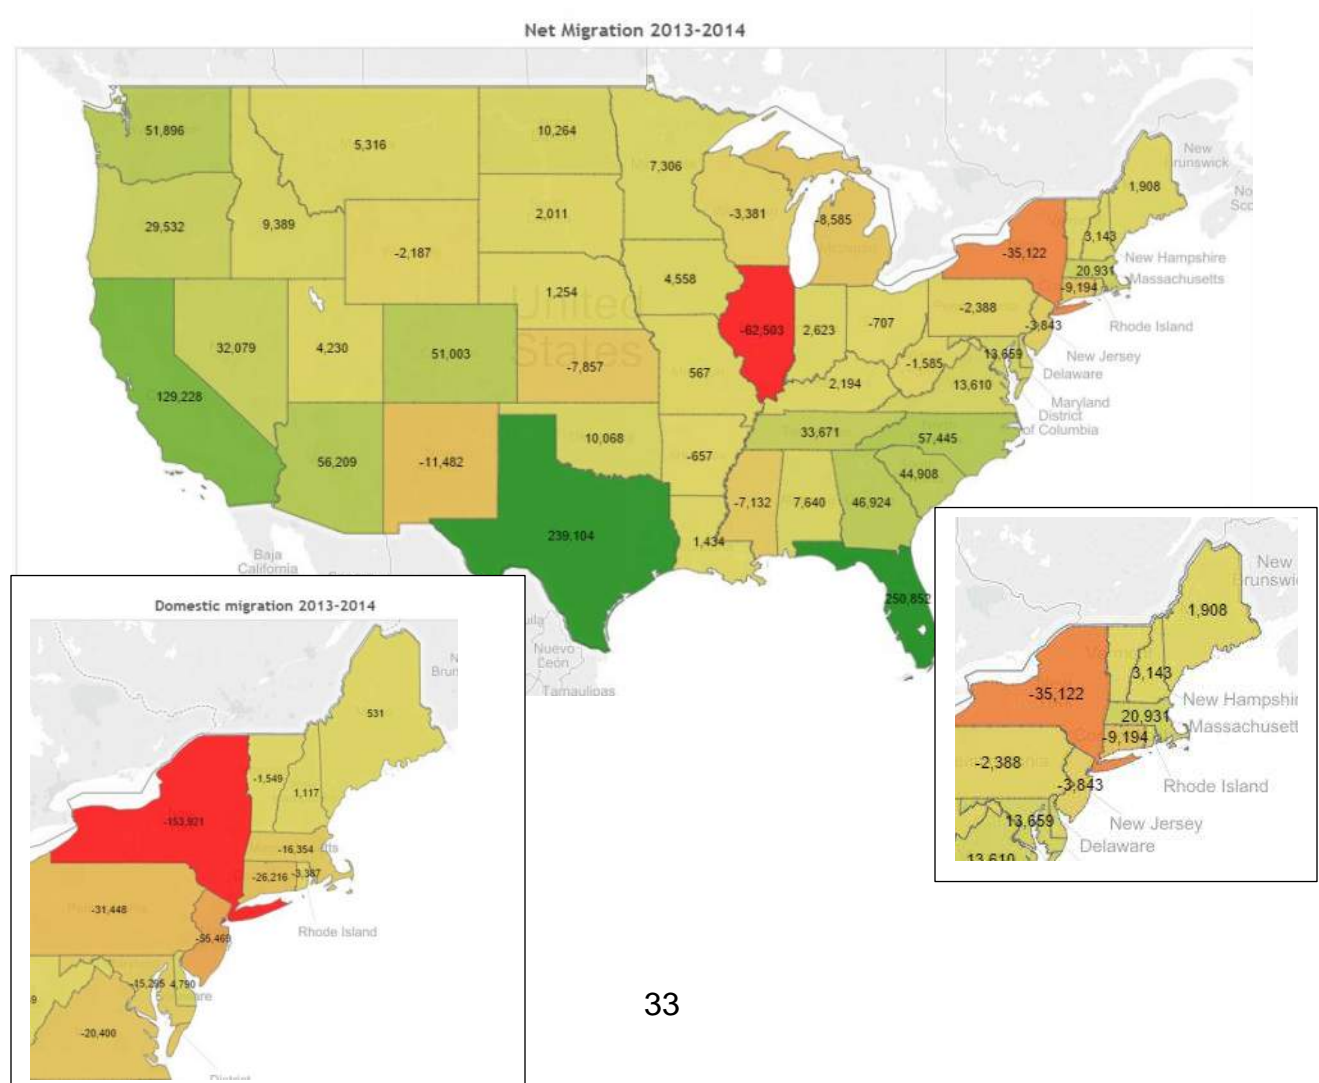 Net Migration 2013-2014
51,896
5,316
10,264
7,306
1,908
New
Brunswick
29,532
9,389
2,011
-3,381
-8,585
3,143
-2,187
-35,122
New Hampshire
20,931
Massachusetts
4,558
1,254
-9,194
United
States
-2,388
-3,843
Rhode Island
32,079
4,230
51,003
-62,503
2,623
-707
-7,857
567
-1,585
13,659
New Jersey
Delaware
2,194
13,610
129,228
Maryland
District
of Columbia
33,671
57,445
10,068
56,209
-11,482
-657
44,908
-7,132
7,640
46,924
239,104
1,434
250,852
Baja
California
Nuevo
León
Tamaulipas
Domestic migration 2013-2014
531
-1,549
1,117
-153,921
-16,354
-26,216
-3,387
-31,448
-55,469
Rhode Island
-15,295
4,790
-20,400
District
New
Brunswi
1,908
Vermont
3,143
-35,122
New Hampshir
20,931
Massachusett
-9,194
-2,388
-3,843
Rhode Island
13,659
New Jersey
Delaware
13,610
33